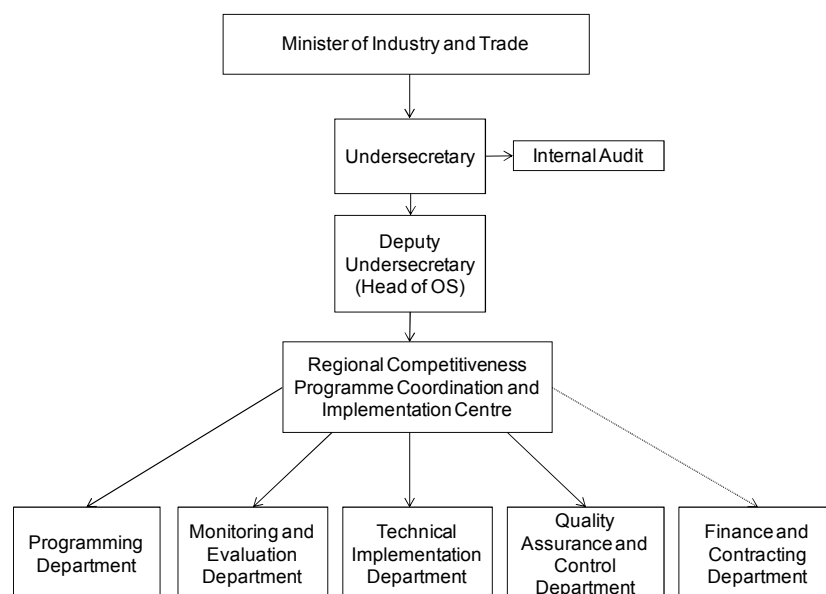 Minister of Industry and Trade
Undersecretary
Internal Audit
Deputy
Undersecretary
(Head of OS)
Regional Competitiveness
Programme Coordination and
Implementation Centre
Programming
Department
Monitoring and
Evaluation
Department
Technical
Implementation
Department
Quality
Assurance and
Control
Department
Finance and
Contracting
Department